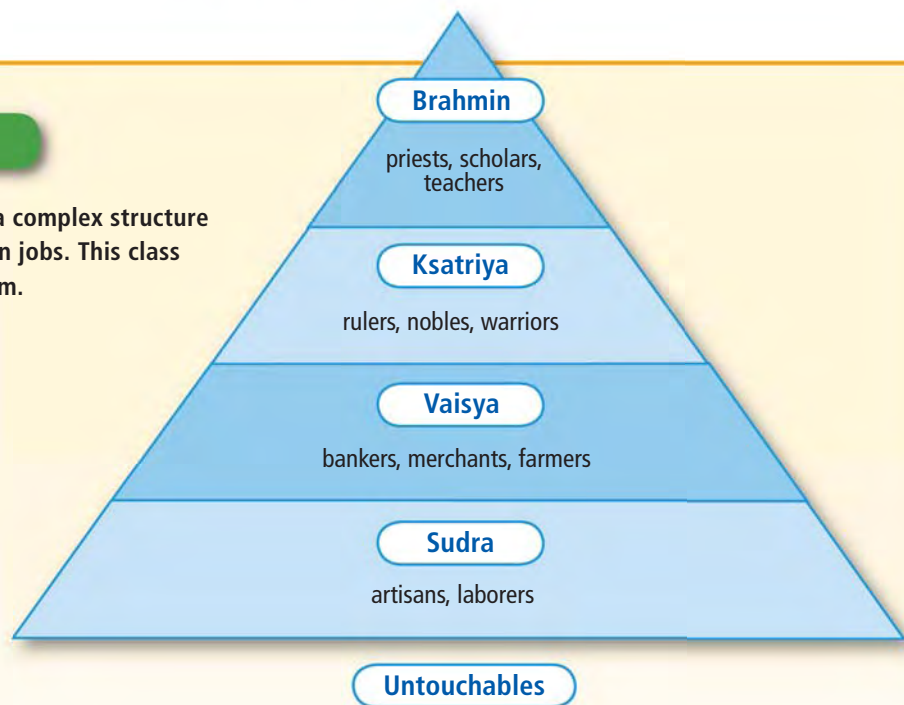 Brahmin
priests, scholars,
teachers
a complex structure
n jobs. This class
m.
Ksatriya
rulers, nobles, warriors
Vaisya
bankers, merchants, farmers
Sudra
artisans, laborers
Untouchables